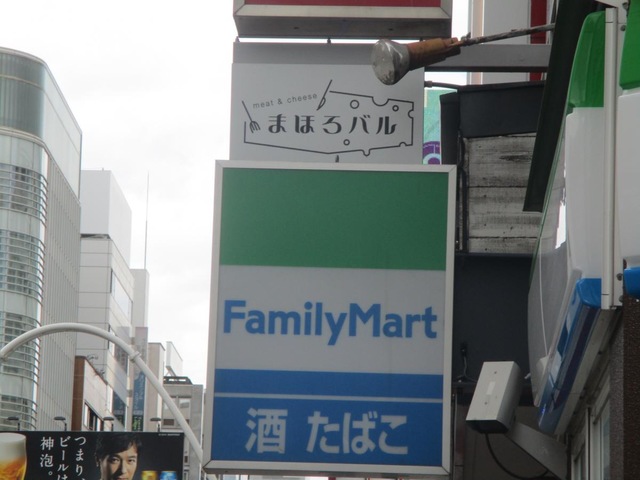 meat & cheese
まほろバル
FamilyMart
酒 たばこ
つまり、
ビールは
神泡。